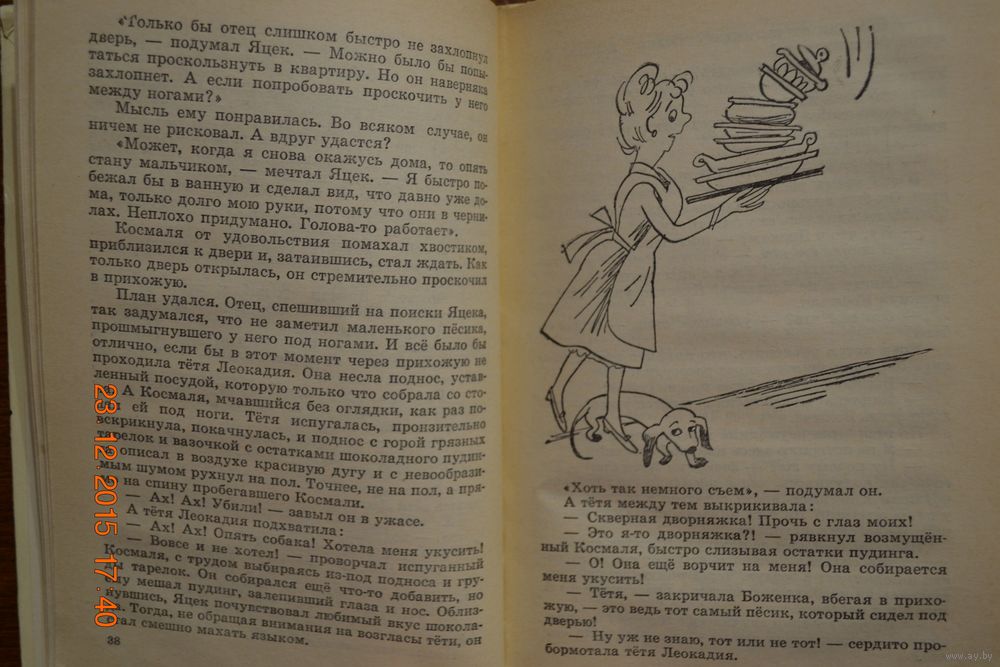 «Только бы отец слишком быстро не захлопнул
дверь, — подумал Яцек. — Можно было бы попы-
таться проскользнуть в квартиру. Но он наверняка
захлопнет. А если попробовать проскочить у него
между ногами?»
Мысль ему понравилась. Во всяком случае, он
ничем не рисковал. А вдруг удастся?
«Может, когда я снова окажусь дома, то опять
стану мальчиком, — мечтал Яцек. — Я быстро по-
бежал бы в ванную и сделал вид, что давно уже до-
ма, только долго мою руки, потому что они в черни-
лах. Неплохо придумано. Голова-то работает».
Космаля от удовольствия помахал хвостиком,
приблизился к двери и, затаившись, стал ждать. Как
только дверь открылась, он стремительно проскочил
в прихожую.
План удался. Отец, спешивший на поиски Яцека,
так задумался, что не заметил маленького пёсика,
прошмыгнувшего у него под ногами. И всё было бы
отлично, если бы в этот момент через прихожую не
проходила тётя Леокадия. Она несла поднос, устав-
ленный посудой, которую только что собрала со сто-
А Космаля, мчавшийся без оглядки, как раз по-
ей под ноги. Тётя испугалась, пронзительно
вскрикнула, покачнулась, и поднос с горой грязных
тарелок и вазочкой с остатками шоколадного пудин-
описал в воздухе красивую дугу и с невообрази-
мым шумом рухнул на пол. Точнее, не на пол, а пря-
на спину пробегавшего Космали.
— Ах! Ах! Убили! — завыл он в ужасе.
А тётя Леокадия подхватила:
— Ах! Ах! Опять собака! Хотела меня укусить!
— Вовсе и не хотел! — проворчал испуганный
Космаля, с трудом выбираясь из-под подноса и гру-
ды тарелок. Он собирался ещё что-то добавить, но
ему мешал пудинг, залепивший глаза и нос. Облиз-
нувшись, Яцек почувствовал любимый вкус шокола-
Тогда, не обращая внимания на возгласы тёти, он
стал смешно махать языком.
38
23.12.2015 17:40
«Хоть так немного съем», — подумал он.
А тётя между тем выкрикивала:
— Скверная дворняжка! Прочь с глаз моих!
— Это я-то дворняжка?! — рявкнул возмущён-
ный Космаля, быстро слизывая остатки пудинга.
— О! Она ещё ворчит на меня! Она собирается
меня укусить!
— Тётя, — закричала Боженка, вбегая в прихо-
жую, — это ведь тот самый пёсик, который сидел под
дверью!
— Ну уж не знаю, тот или не тот! — сердито про-
бормотала тётя Леокадия.
www.ay.by